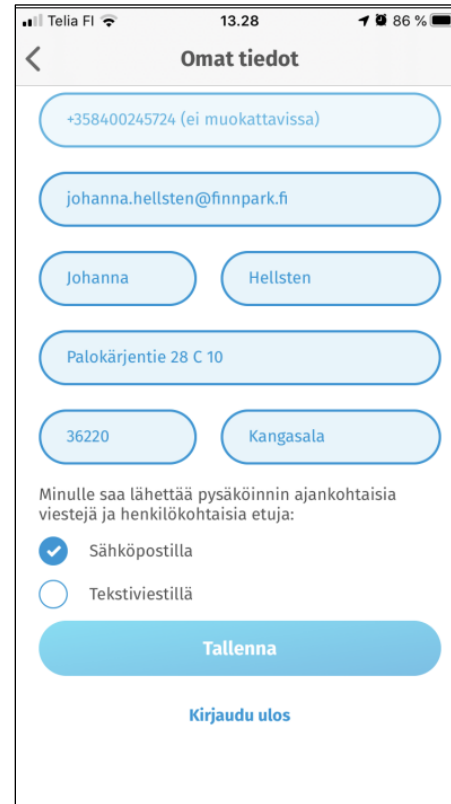 Telia FI 13.28 86 %
Omat tiedot
+358400245724 (ei muokattavissa)
johanna.hellsten@finnpark.fi
Johanna Hellsten
Palokärjentie 28 C 10
36220 Kangasala
Minulle saa lähettää pysäköinnin ajankohtaisia
viestejä ja henkilökohtaisia etuja:
Sähköpostilla
Tekstiviestillä
Tallenna
Kirjaudu ulos